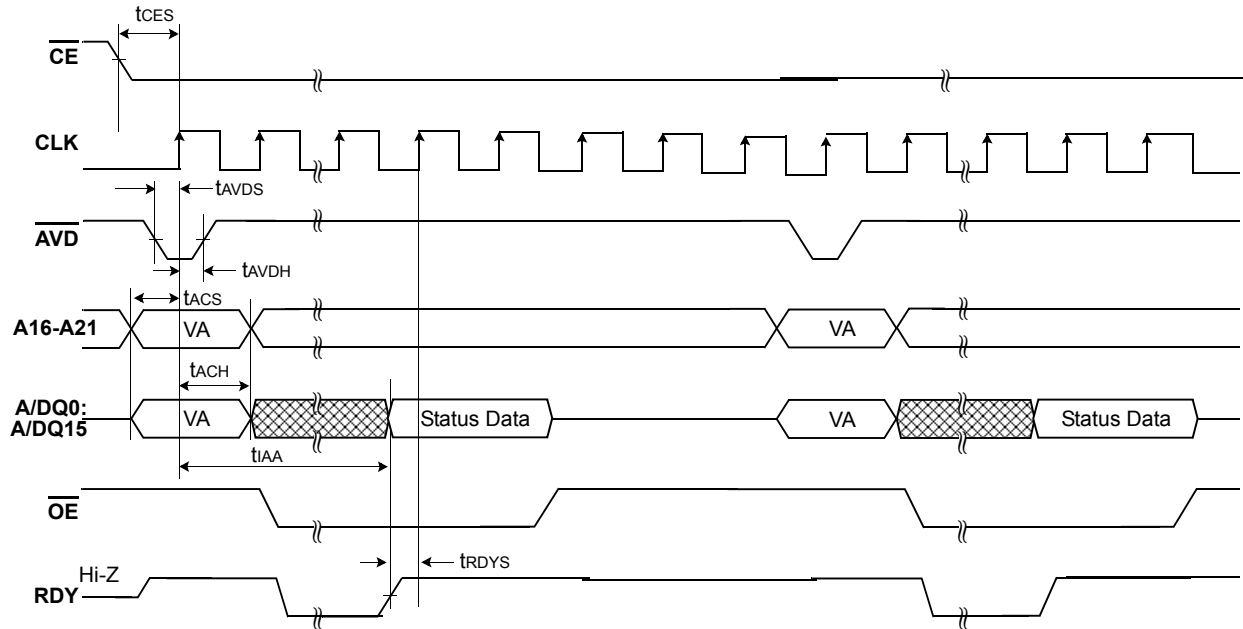 tCES
CE
CLK
tAVDS
AVD
tAVDH
tACS
A16-A21
VA
VA
tACH
A/DQ0:
A/DQ15
VA
Status Data
VA
Status Data
tIAA
OE
tRDYS
Hi-Z
RDY